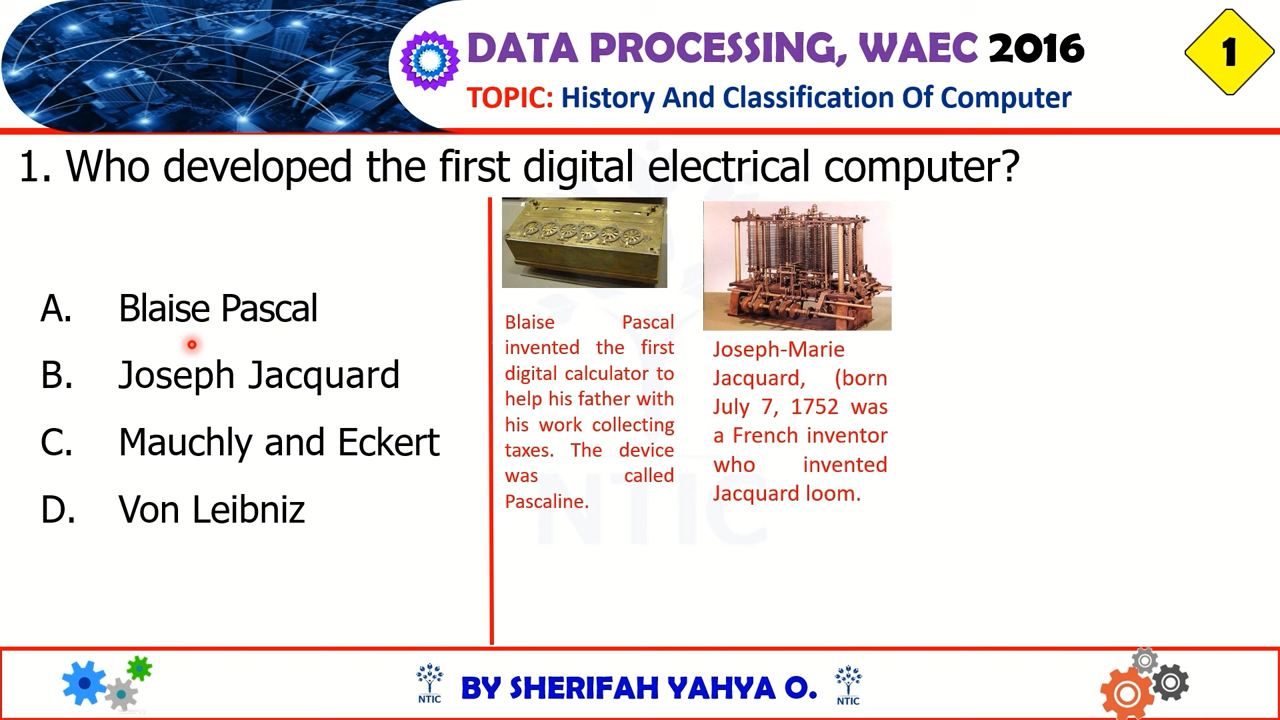 DATA PROCESSING, WAEC 2016
1
TOPIC: History And Classification Of Computer
1. Who developed the first digital electrical computer?
A. Blaise Pascal
B. Joseph Jacquard
C. Mauchly and Eckert
D. Von Leibniz
Blaise Pascal
invented the first
digital calculator to
help his father with
his work collecting
taxes. The device
was called
Pascaline.
Joseph-Marie
Jacquard, (born
July 7, 1752 was
a French inventor
who invented
Jacquard loom.
NTIC
NTIC
BY SHERIFAH YAHYA O.
NTIC